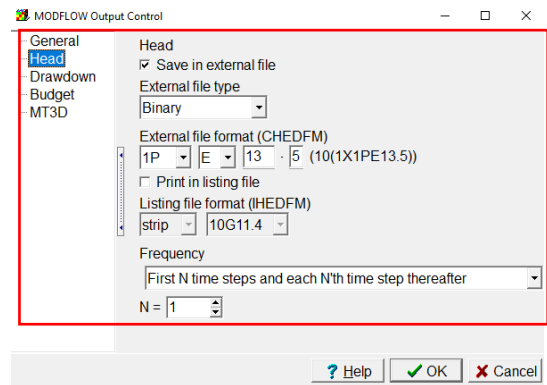 MODFLOW Output Control
General
Head
Drawdown
Budget
MT3D
Head
Save in external file
External file type
Binary
External file format (CHEDFM)
1P E 13 . 5 (10(1X1PE13.5))
Print in listing file
Listing file format (IHEDFM)
strip 10G11.4
Frequency
First N time steps and each N'th time step thereafter
N = 1
? Help OK Cancel